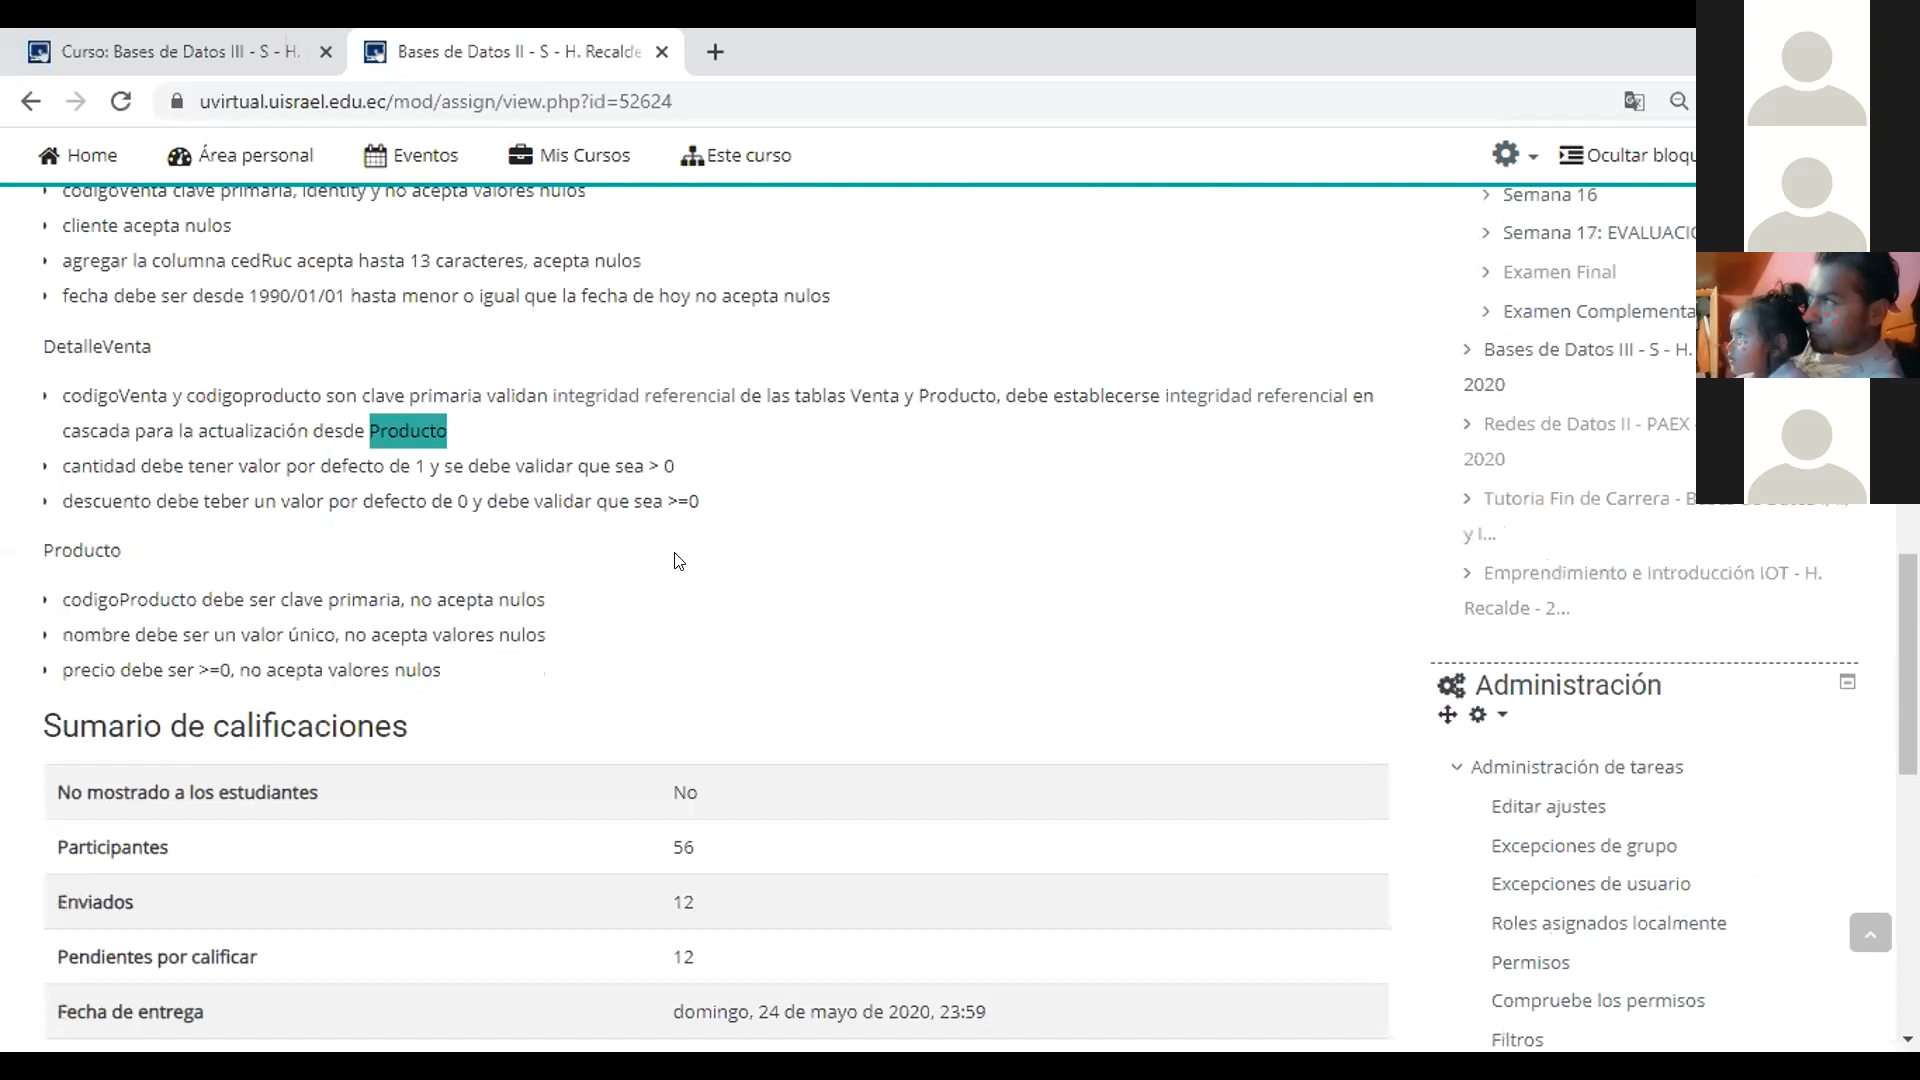 Curso: Bases de Datos III - S - H.
Bases de Datos II - S - H. Recalde
uvirtual.uisrael.edu.ec/mod/assign/view.php?id=52624
Home Área personal Eventos Mis Cursos Este curso
Ocultar bloqu
codigoventa clave primaria, identity y no acepta valores nulos
cliente acepta nulos
agregar la columna cedRuc acepta hasta 13 caracteres, acepta nulos
fecha debe ser desde 1990/01/01 hasta menor o igual que la fecha de hoy no acepta nulos
DetalleVenta
codigoVenta y codigoproducto son clave primaria validan integridad referencial de las tablas Venta y Producto, debe establecerse integridad referencial en
cascada para la actualización desde Producto
cantidad debe tener valor por defecto de 1 y se debe validar que sea > 0
descuento debe teber un valor por defecto de 0 y debe validar que sea >=0
Producto
codigoProducto debe ser clave primaria, no acepta nulos
nombre debe ser un valor único, no acepta valores nulos
precio debe ser >=0, no acepta valores nulos
Sumario de calificaciones
No mostrado a los estudiantes No
Participantes 56
Enviados 12
Pendientes por calificar 12
Fecha de entrega domingo, 24 de mayo de 2020, 23:59
Semana 16
Semana 17: EVALUACIO
Examen Final
Examen Complementa
Bases de Datos III - S - H.
2020
Redes de Datos II - PAEX
2020
Tutoria Fin de Carrera - B
y I...
Emprendimiento e introducción IOT - H.
Recalde - 2...
Administración
Administración de tareas
Editar ajustes
Excepciones de grupo
Excepciones de usuario
Roles asignados localmente
Permisos
Compruebe los permisos
Filtros